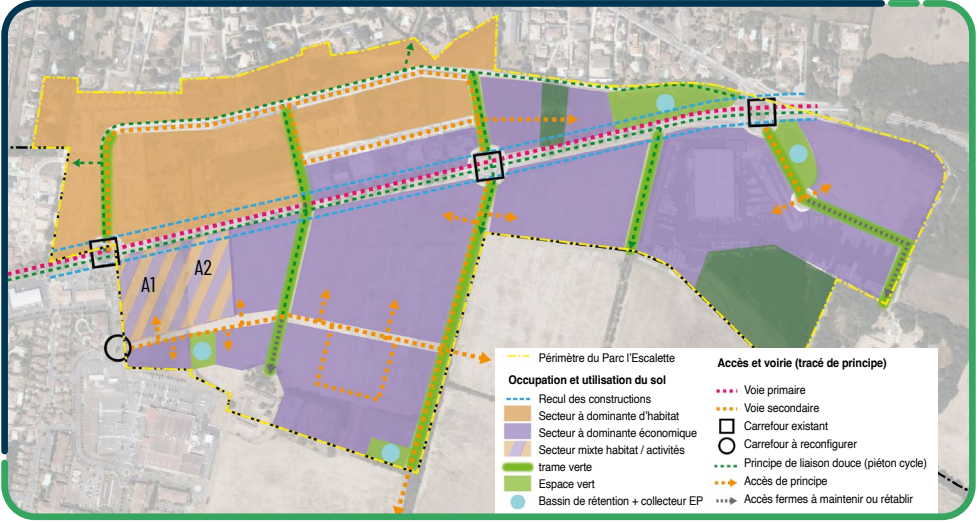 A1
A2
Périmètre du Parc l'Escalette
Occupation et utilisation du sol
Recul des constructions
Secteur à dominante d'habitat
Secteur à dominante économique
Secteur mixte habitat / activités
trame verte
Espace vert
Bassin de rétention + collecteur EP
Accès et voirie (tracé de principe)
Voie primaire
Voie secondaire
Carrefour existant
Carrefour à reconfigurer
Principe de liaison douce (piéton cycle)
Accès de principe
Accès fermes à maintenir ou rétablir